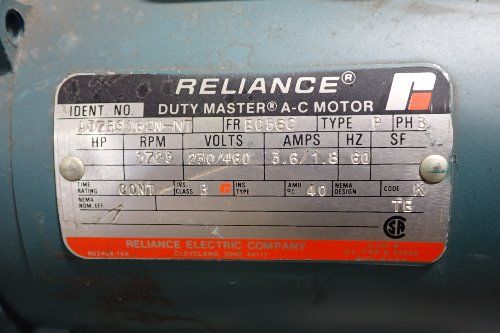 RELIANCE®
DUTY MASTER® A-C MOTOR
IDENT NO. FR EC56C TYPE P PH 3
HP RPM VOLTS AMPS HZ SF
1725 230/460 3.6/1.8 60
TIME RATING CONT INS. CLASS B INS TYPE AMB °C 40 NEMA DESIGN CODE K
NEMA NOM. EFF. TE
RELIANCE ELECTRIC COMPANY
CLEVELAND, OHIO 44117